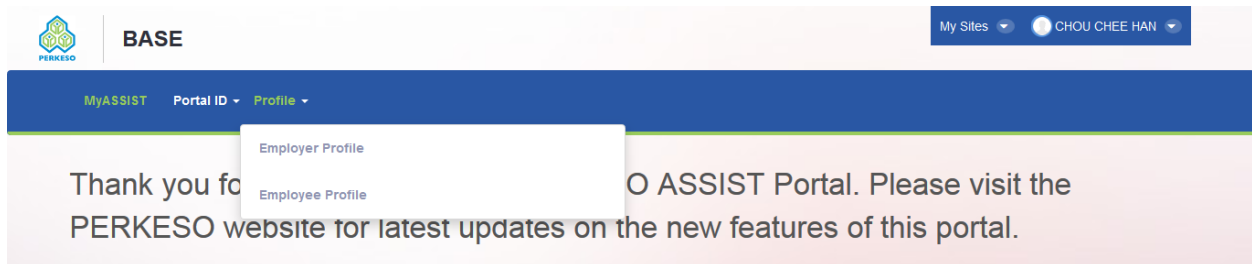 PERKESO
BASE
My Sites
CHOU CHEE HAN
MyASSIST
Portal ID
Profile
Employer Profile
Employee Profile
Thank you fo
O ASSIST Portal. Please visit the
PERKESO website for latest updates on the new features of this portal.